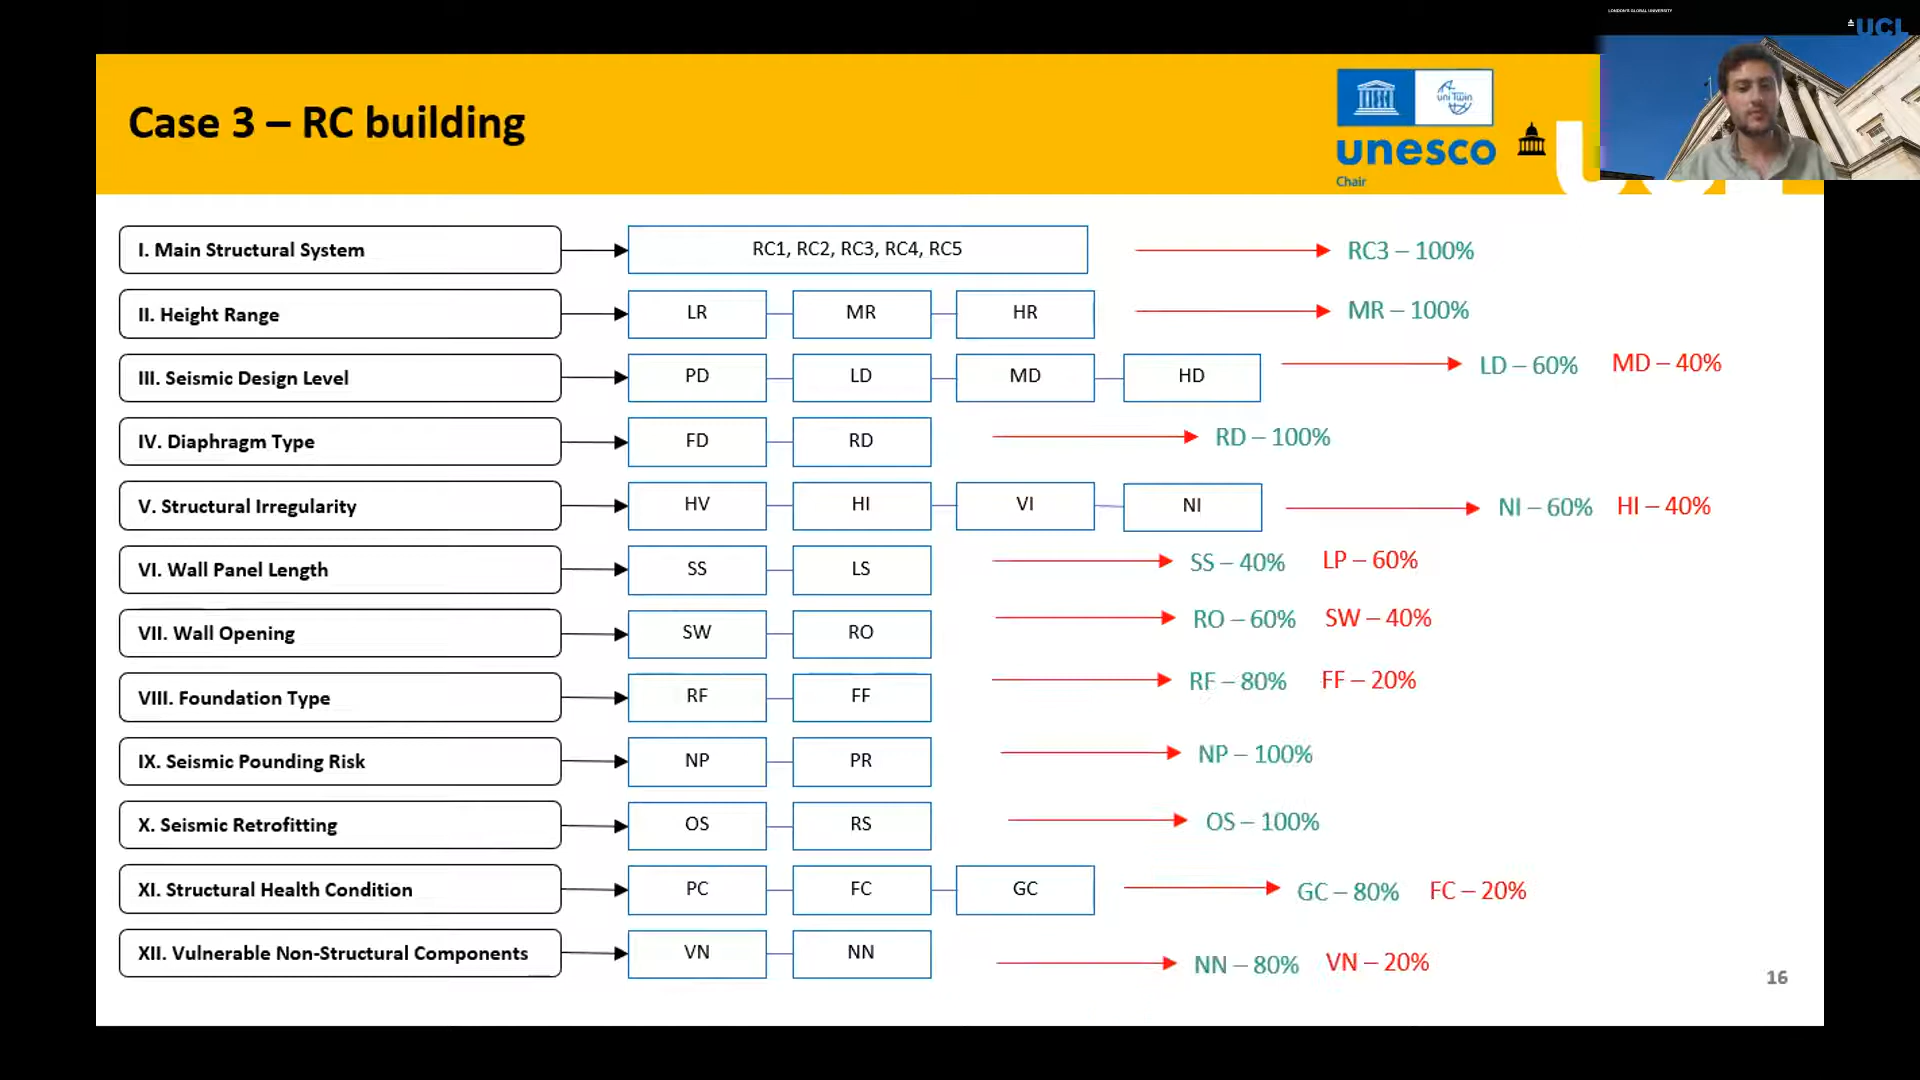 LONDON'S GLOBAL UNIVERSITY
UCL
Case 3 – RC building
uni Twin
unesco
Chair
I. Main Structural System RC1, RC2, RC3, RC4, RC5 RC3 – 100%
II. Height Range LR MR HR MR – 100%
III. Seismic Design Level PD LD MD HD LD – 60% MD – 40%
IV. Diaphragm Type FD RD RD – 100%
V. Structural Irregularity HV HI VI NI NI – 60% HI – 40%
VI. Wall Panel Length SS LS SS – 40% LP – 60%
VII. Wall Opening SW RO RO – 60% SW – 40%
VIII. Foundation Type RF FF RF – 80% FF – 20%
IX. Seismic Pounding Risk NP PR NP – 100%
X. Seismic Retrofitting OS RS OS – 100%
XI. Structural Health Condition PC FC GC GC – 80% FC – 20%
XII. Vulnerable Non-Structural Components VN NN NN – 80% VN – 20%
16